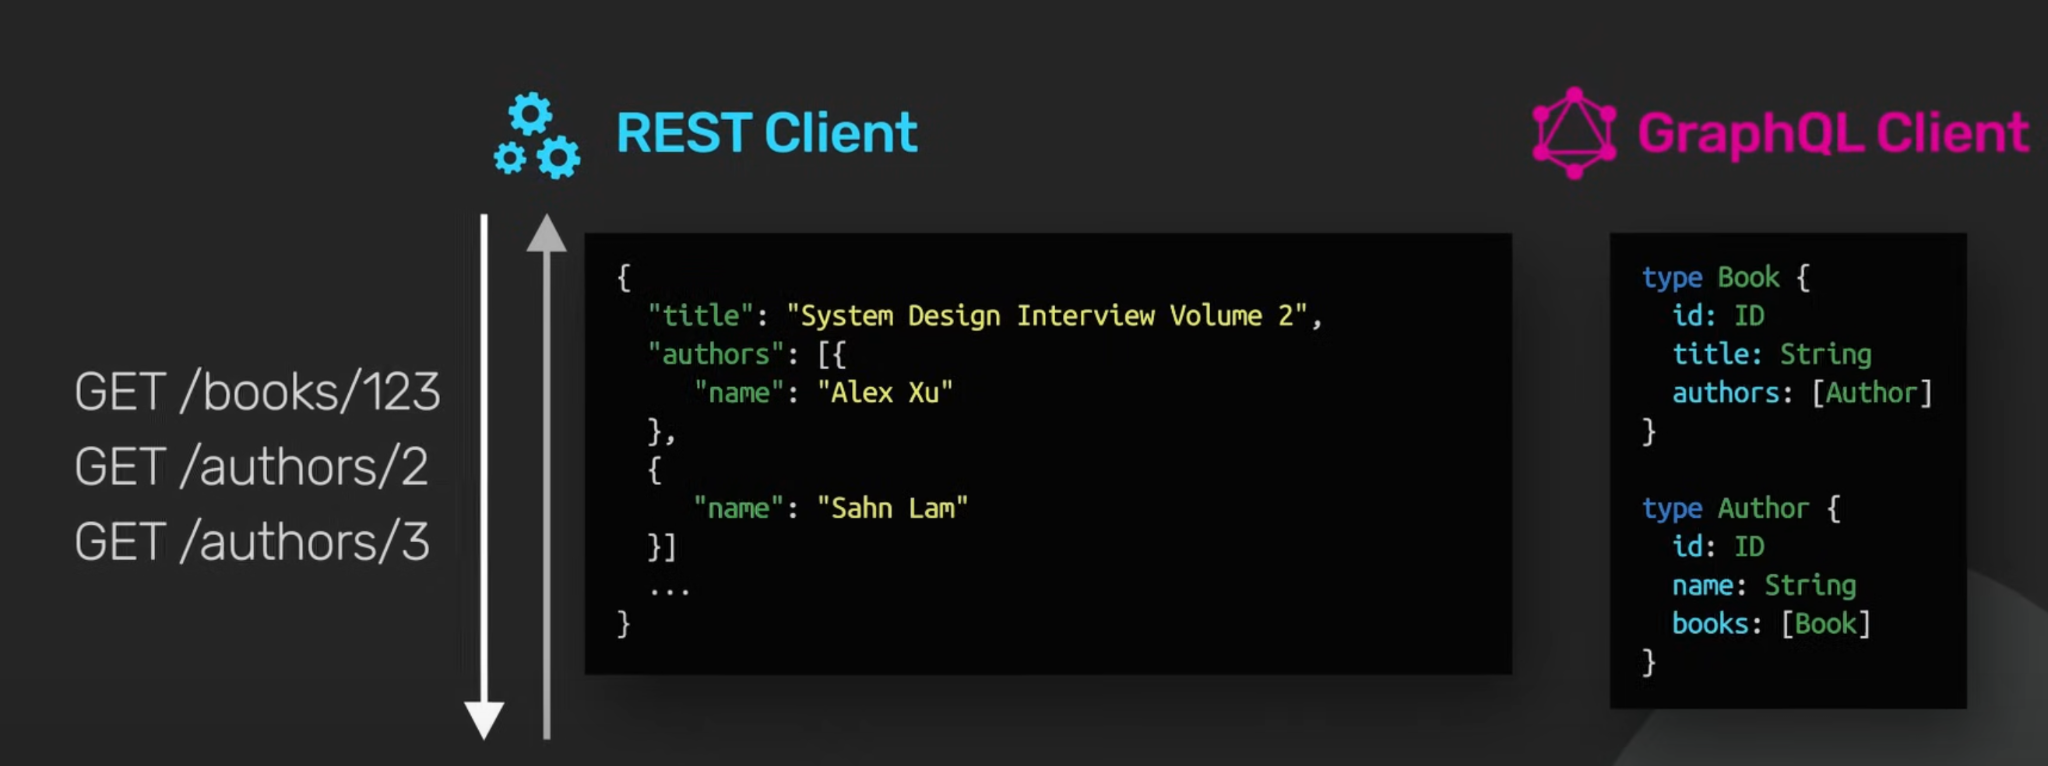 REST Client
GraphQL Client
GET /books/123
GET /authors/2
GET /authors/3
{
  "title": "System Design Interview Volume 2",
  "authors": [{
     "name": "Alex Xu"
  },
  {
     "name": "Sahn Lam"
  }]
  ...
}
type Book {
  id: ID
  title: String
  authors: [Author]
}
type Author {
  id: ID
  name: String
  books: [Book]
}